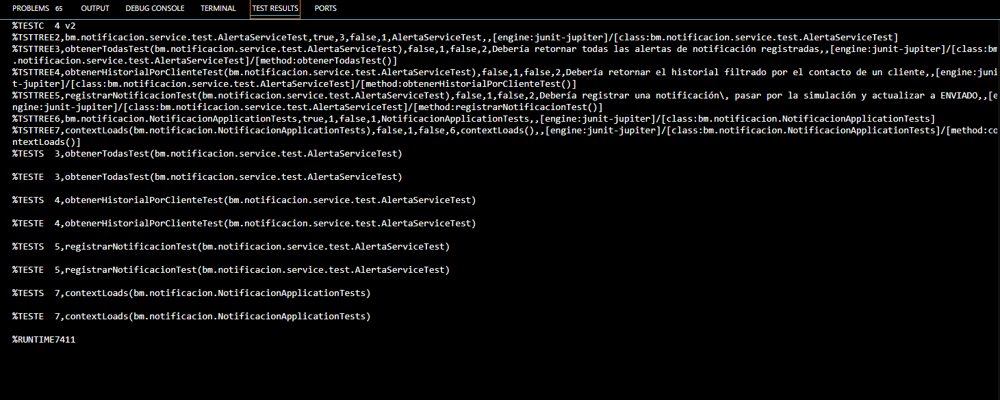 PROBLEMS 65 OUTPUT DEBUG CONSOLE TERMINAL TEST RESULTS PORTS
%TESTC  4 v2
%TSTTREE2,bm.notificacion.service.test.AlertaServiceTest,true,3,false,1,AlertaServiceTest,,[engine:junit-jupiter]/[class:bm.notificacion.service.test.AlertaServiceTest]
%TSTTREE3,obtenerTodasTest(bm.notificacion.service.test.AlertaServiceTest),false,1,false,2,Debería retornar todas las alertas de notificación registradas,,[engine:junit-jupiter]/[class:bm
.notificacion.service.test.AlertaServiceTest]/[method:obtenerTodasTest()]
%TSTTREE4,obtenerHistorialPorClienteTest(bm.notificacion.service.test.AlertaServiceTest),false,1,false,2,Debería retornar el historial filtrado por el contacto de un cliente,,[engine:juni
t-jupiter]/[class:bm.notificacion.service.test.AlertaServiceTest]/[method:obtenerHistorialPorClienteTest()]
%TSTTREE5,registrarNotificacionTest(bm.notificacion.service.test.AlertaServiceTest),false,1,false,2,Debería registrar una notificación\, pasar por la simulación y actualizar a ENVIADO,,[e
ngine:junit-jupiter]/[class:bm.notificacion.service.test.AlertaServiceTest]/[method:registrarNotificacionTest()]
%TSTTREE6,bm.notificacion.NotificacionApplicationTests,true,1,false,1,NotificacionApplicationTests,,[engine:junit-jupiter]/[class:bm.notificacion.NotificacionApplicationTests]
%TSTTREE7,contextLoads(bm.notificacion.NotificacionApplicationTests),false,1,false,6,contextLoads(),,[engine:junit-jupiter]/[class:bm.notificacion.NotificacionApplicationTests]/[method:co
ntextLoads()]
%TESTS  3,obtenerTodasTest(bm.notificacion.service.test.AlertaServiceTest)
%TESTE  3,obtenerTodasTest(bm.notificacion.service.test.AlertaServiceTest)
%TESTS  4,obtenerHistorialPorClienteTest(bm.notificacion.service.test.AlertaServiceTest)
%TESTE  4,obtenerHistorialPorClienteTest(bm.notificacion.service.test.AlertaServiceTest)
%TESTS  5,registrarNotificacionTest(bm.notificacion.service.test.AlertaServiceTest)
%TESTE  5,registrarNotificacionTest(bm.notificacion.service.test.AlertaServiceTest)
%TESTS  7,contextLoads(bm.notificacion.NotificacionApplicationTests)
%TESTE  7,contextLoads(bm.notificacion.NotificacionApplicationTests)
%RUNTIME7411